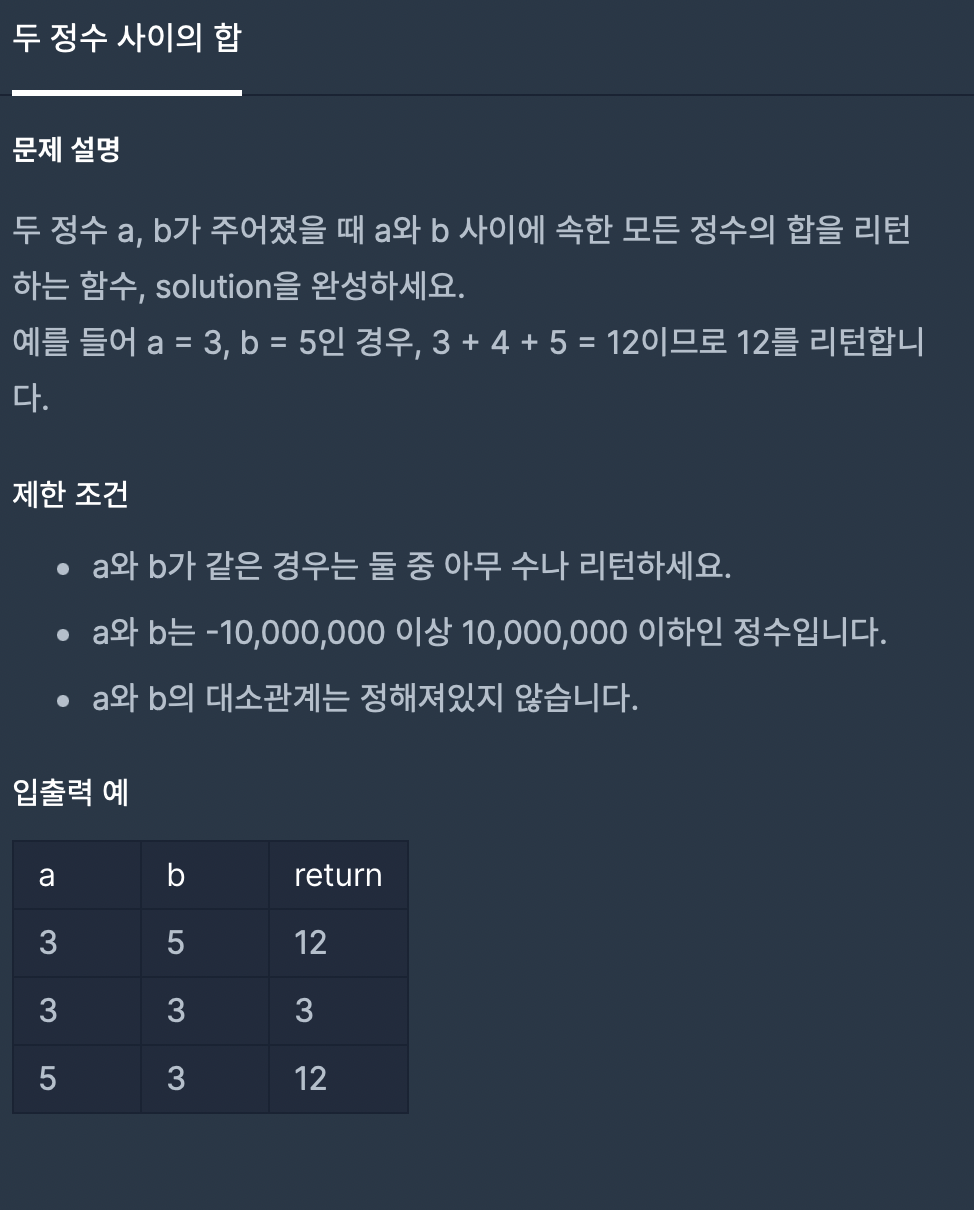 두 정수 사이의 합
문제 설명
두 정수 a, b가 주어졌을 때 a와 b 사이에 속한 모든 정수의 합을 리턴
하는 함수, solution을 완성하세요.
예를 들어 a = 3, b = 5인 경우, 3 + 4 + 5 = 12이므로 12를 리턴합니
다.
제한 조건
• a와 b가 같은 경우는 둘 중 아무 수나 리턴하세요.
• a와 b는 -10,000,000 이상 10,000,000 이하인 정수입니다.
• a와 b의 대소관계는 정해져있지 않습니다.
입출력 예
a b return
3 5 12
3 3 3
5 3 12